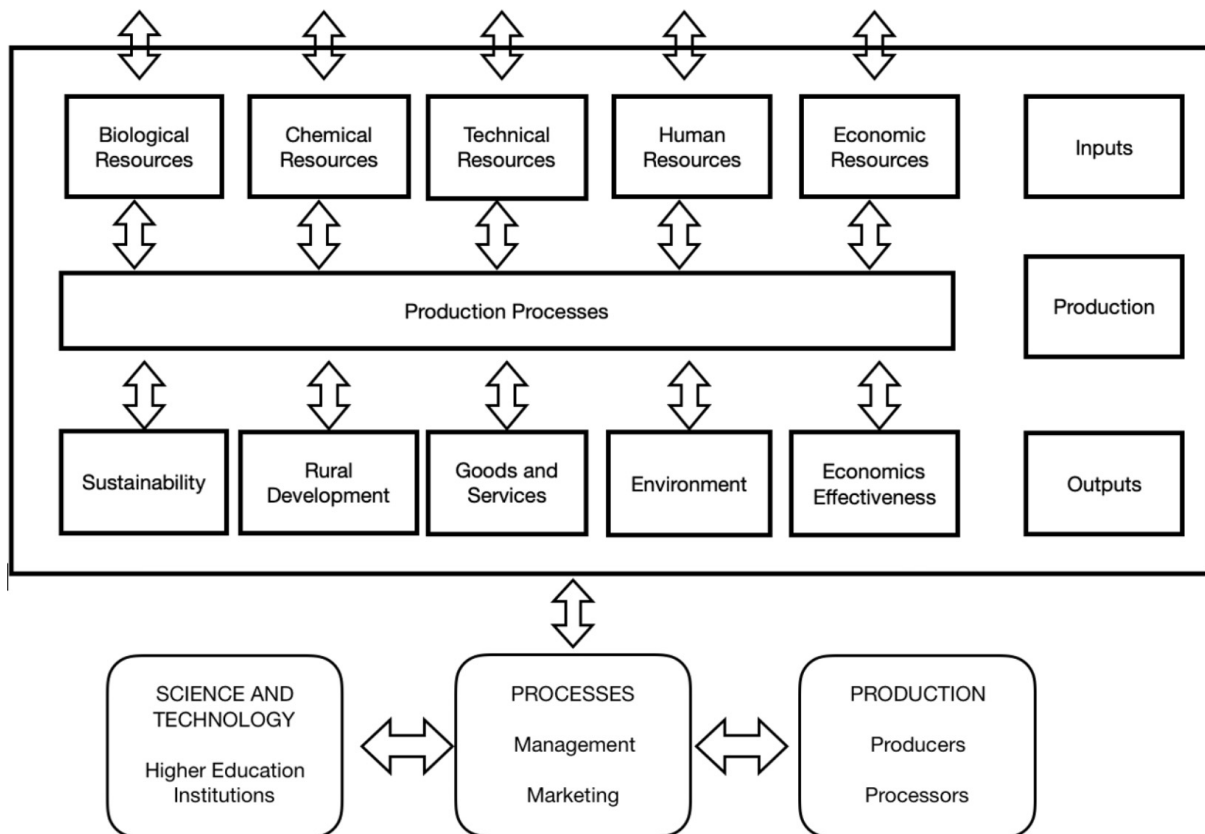 Biological
Resources
Chemical
Resources
Technical
Resources
Human
Resources
Economic
Resources
Inputs
Production Processes
Production
Sustainability
Rural
Development
Goods and
Services
Environment
Economics
Effectiveness
Outputs
SCIENCE AND
TECHNOLOGY
Higher Education
Institutions
PROCESSES
Management
Marketing
PRODUCTION
Producers
Processors